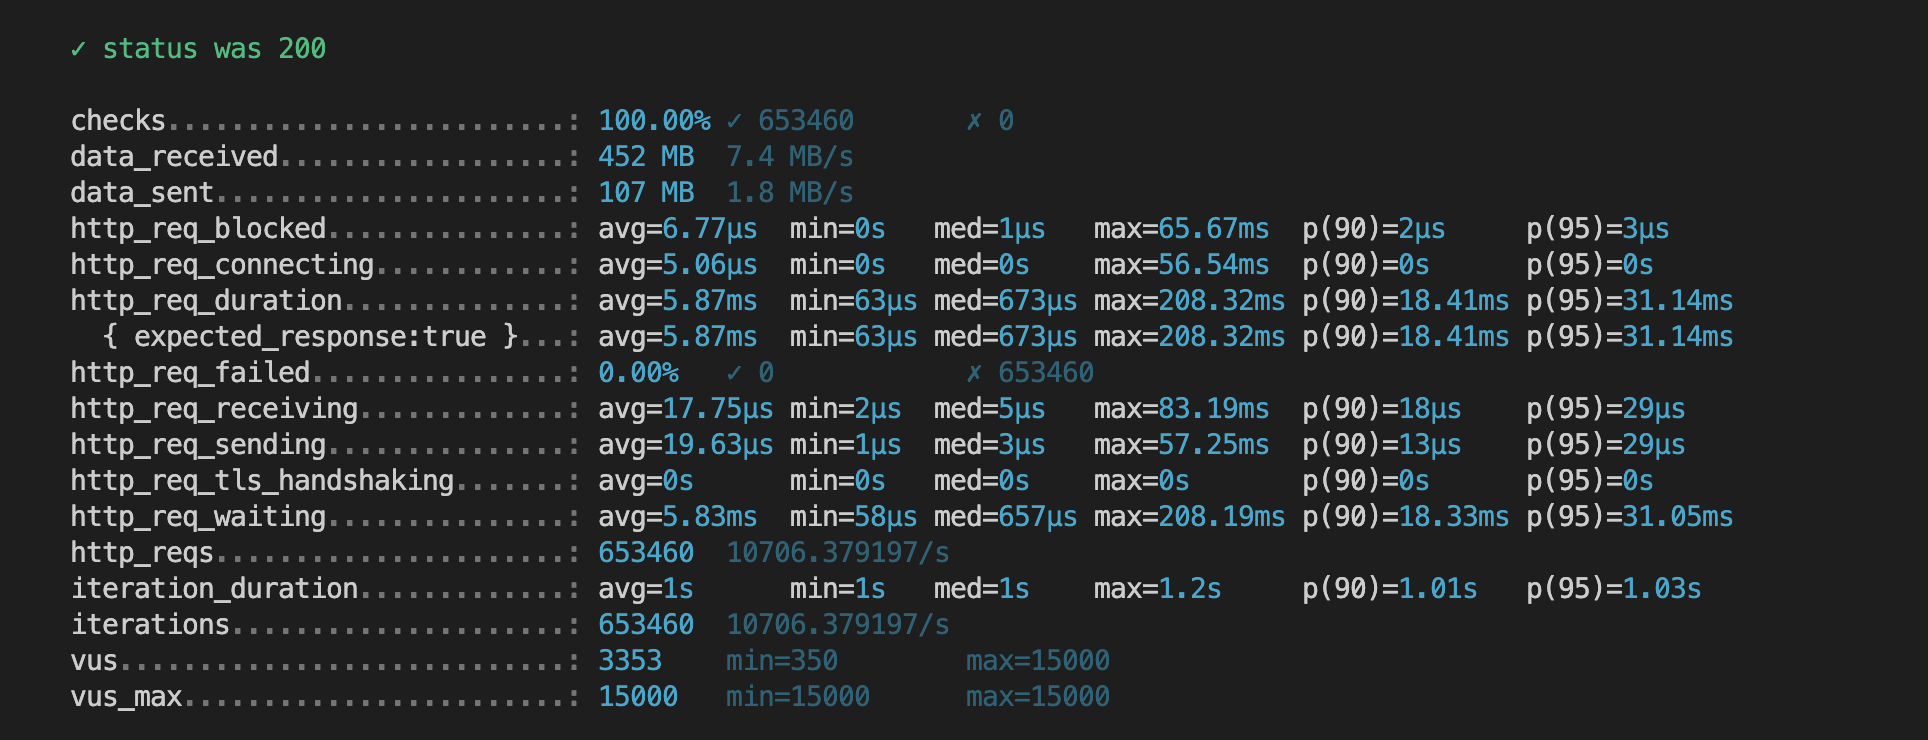 ✓ status was 200
checks.........................: 100.00% ✓ 653460       ✗ 0
data_received..................: 452 MB  7.4 MB/s
data_sent......................: 107 MB  1.8 MB/s
http_req_blocked...............: avg=6.77µs  min=0s   med=1µs   max=65.67ms  p(90)=2µs     p(95)=3µs
http_req_connecting............: avg=5.06µs  min=0s   med=0s    max=56.54ms  p(90)=0s      p(95)=0s
http_req_duration..............: avg=5.87ms  min=63µs med=673µs max=208.32ms p(90)=18.41ms p(95)=31.14ms
  { expected_response:true }...: avg=5.87ms  min=63µs med=673µs max=208.32ms p(90)=18.41ms p(95)=31.14ms
http_req_failed................: 0.00%   ✓ 0            ✗ 653460
http_req_receiving.............: avg=17.75µs min=2µs  med=5µs   max=83.19ms  p(90)=18µs    p(95)=29µs
http_req_sending...............: avg=19.63µs min=1µs  med=3µs   max=57.25ms  p(90)=13µs    p(95)=29µs
http_req_tls_handshaking.......: avg=0s      min=0s   med=0s    max=0s       p(90)=0s      p(95)=0s
http_req_waiting...............: avg=5.83ms  min=58µs med=657µs max=208.19ms p(90)=18.33ms p(95)=31.05ms
http_reqs......................: 653460  10706.379197/s
iteration_duration.............: avg=1s      min=1s   med=1s    max=1.2s     p(90)=1.01s   p(95)=1.03s
iterations.....................: 653460  10706.379197/s
vus............................: 3353    min=350        max=15000
vus_max........................: 15000   min=15000      max=15000